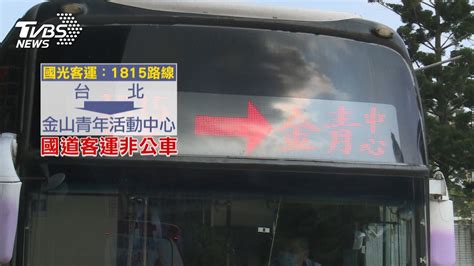 TVBS
NEWS
國光客運：1815路線
台 北
金山青年活動中心
國道客運非公車
金青中心